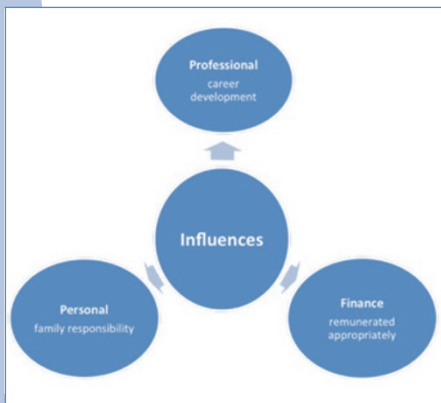 Professional
career
development
Influences
Personal
family responsibility
Finance
remunerated
appropriately